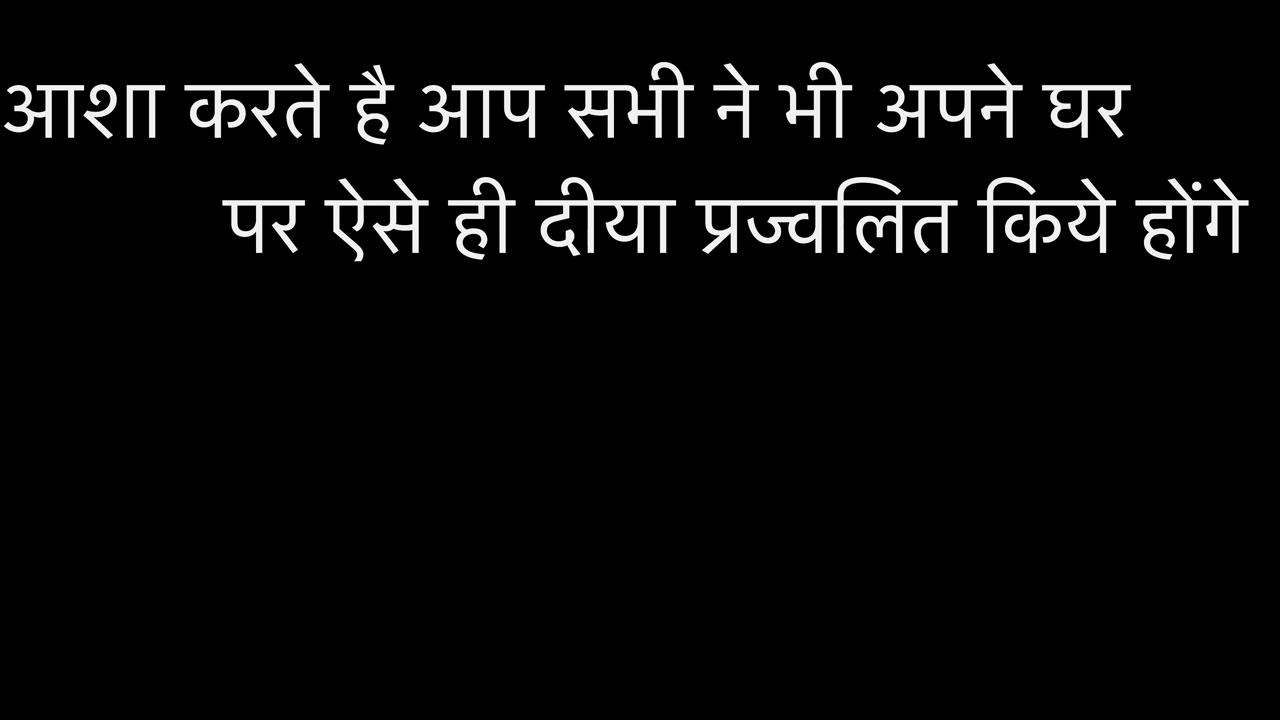 आशा करते है आप सभी ने भी अपने घर
पर ऐसे ही दीया प्रज्वलित किये होंगे